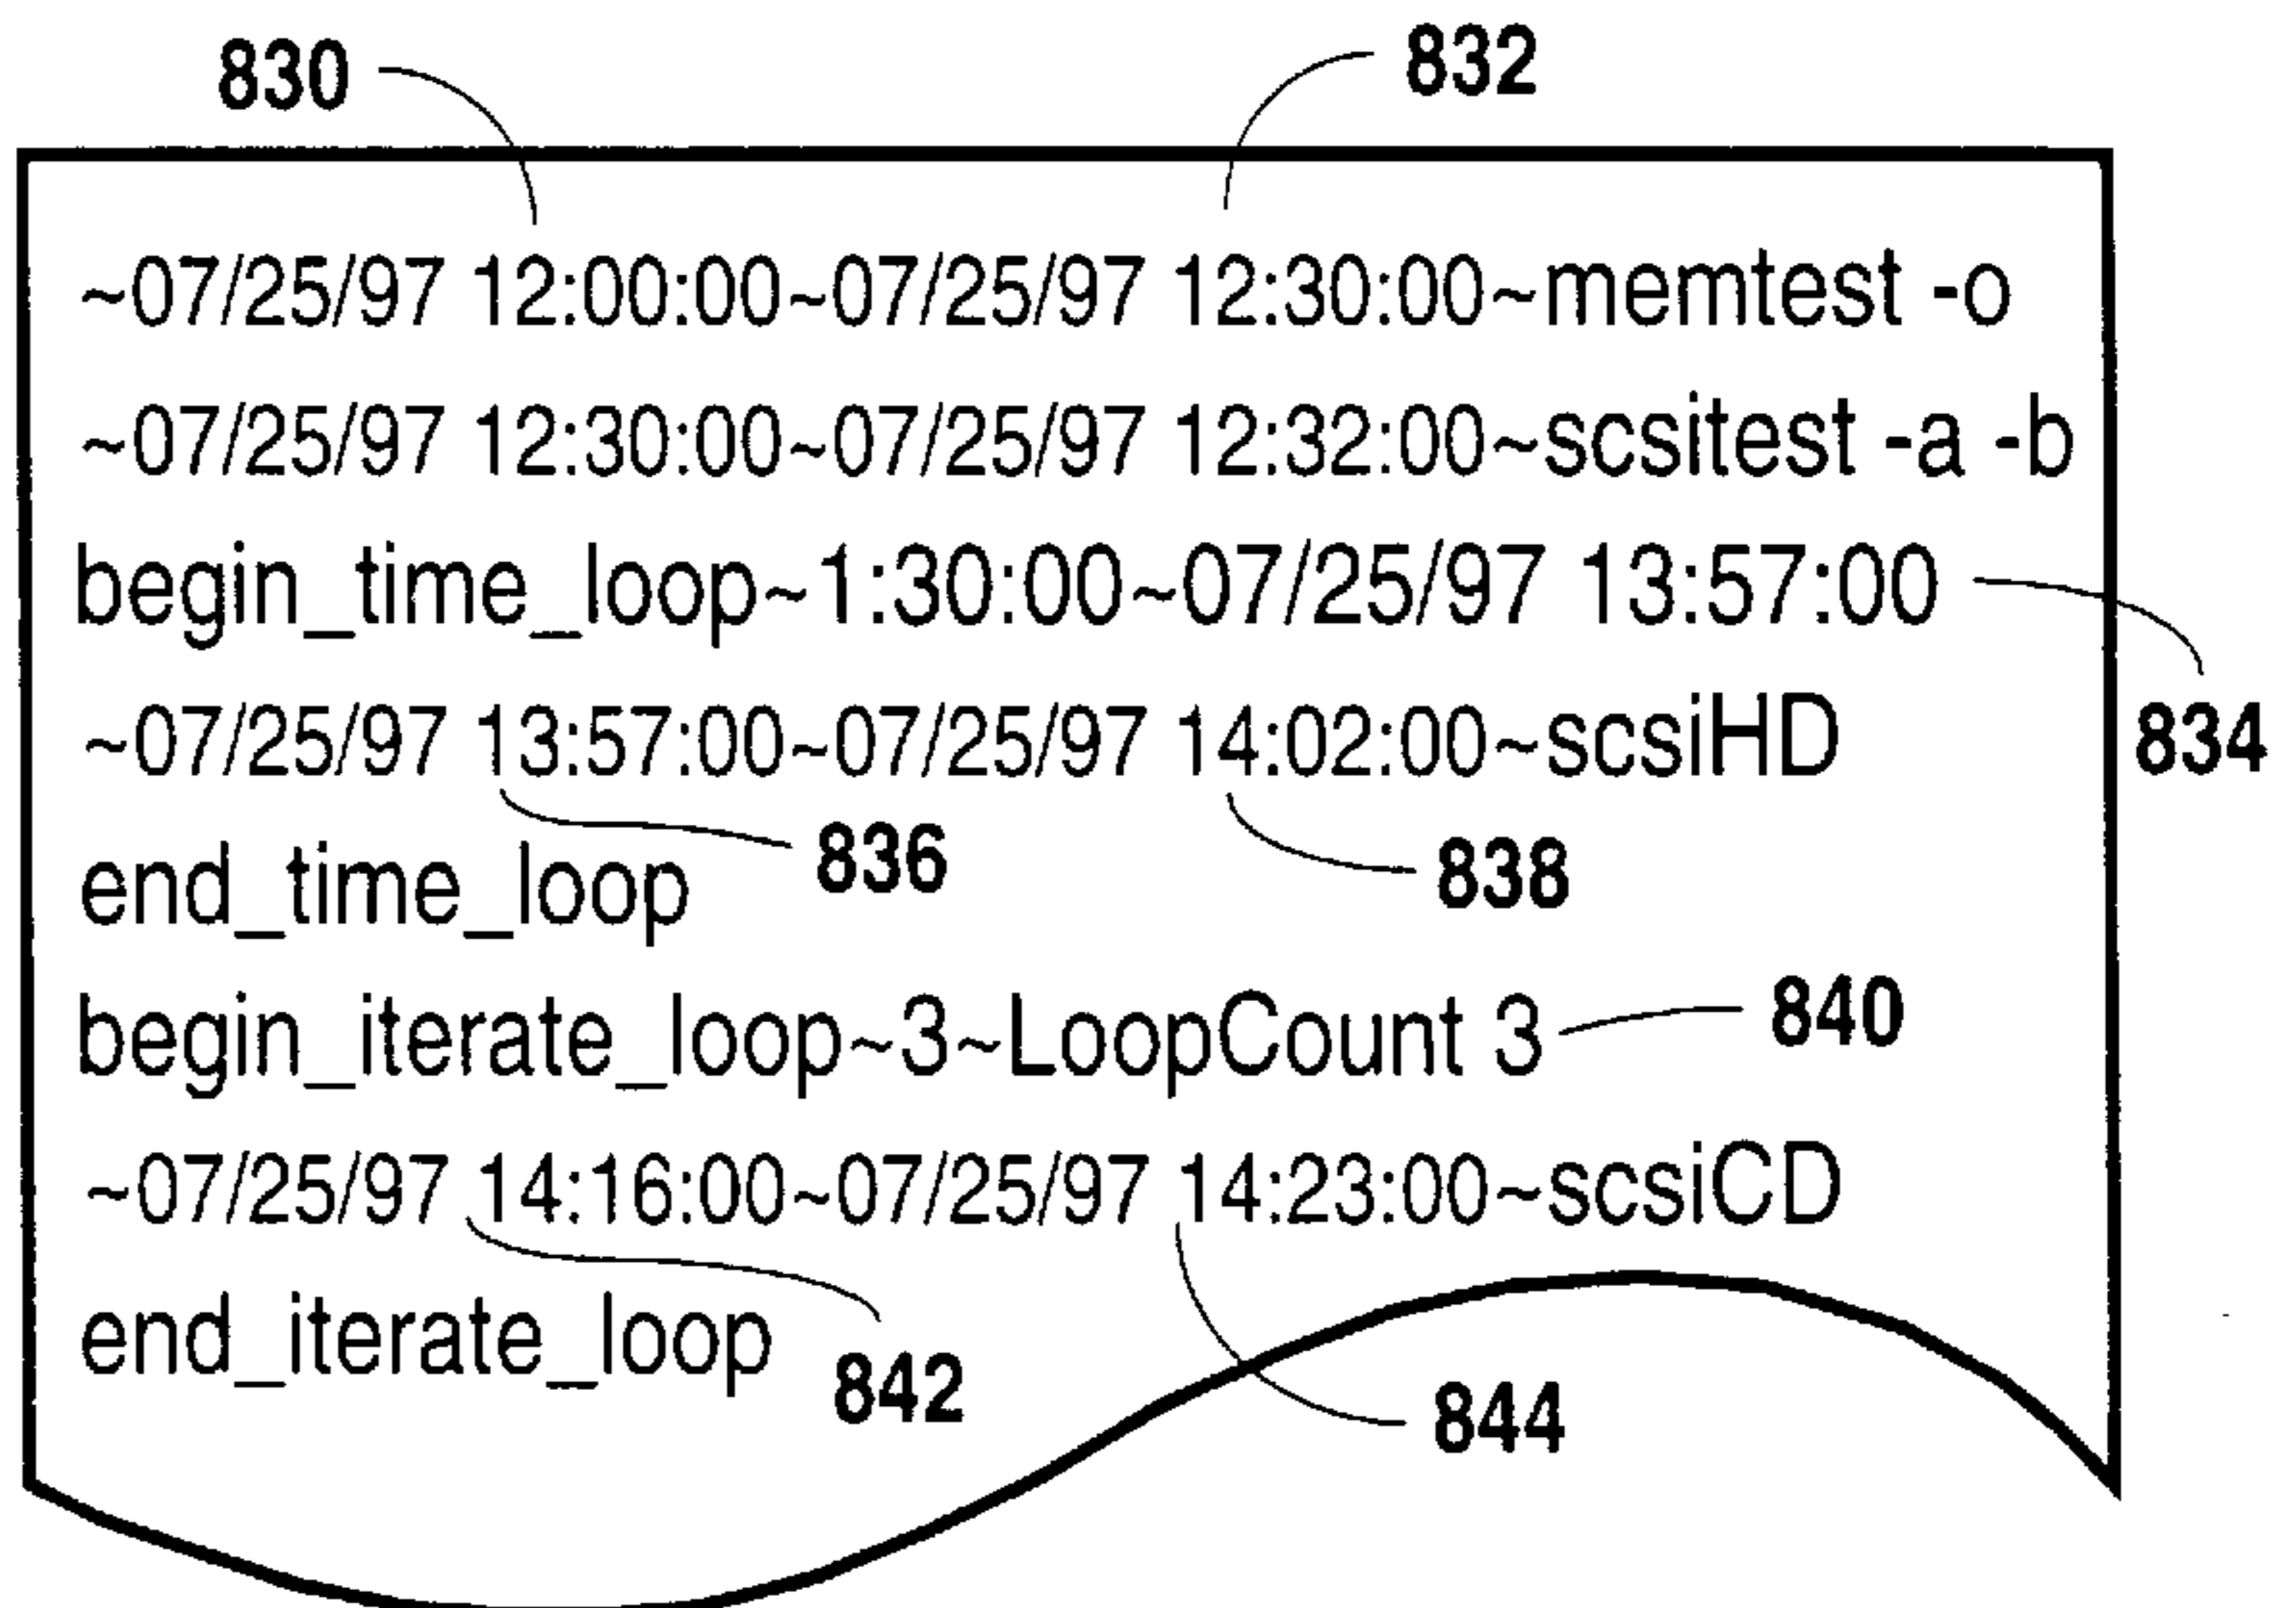 830 832
~07/25/97 12:00:00~07/25/97 12:30:00~memtest -o
~07/25/97 12:30:00~07/25/97 12:32:00~scsitest -a -b
begin_time_loop~1:30:00~07/25/97 13:57:00
~07/25/97 13:57:00~07/25/97 14:02:00~scsiHD
834
836 838
end_time_loop
begin_iterate_loop~3~LoopCount 3 840
~07/25/97 14:16:00~07/25/97 14:23:00~scsiCD
end_iterate_loop
842 844